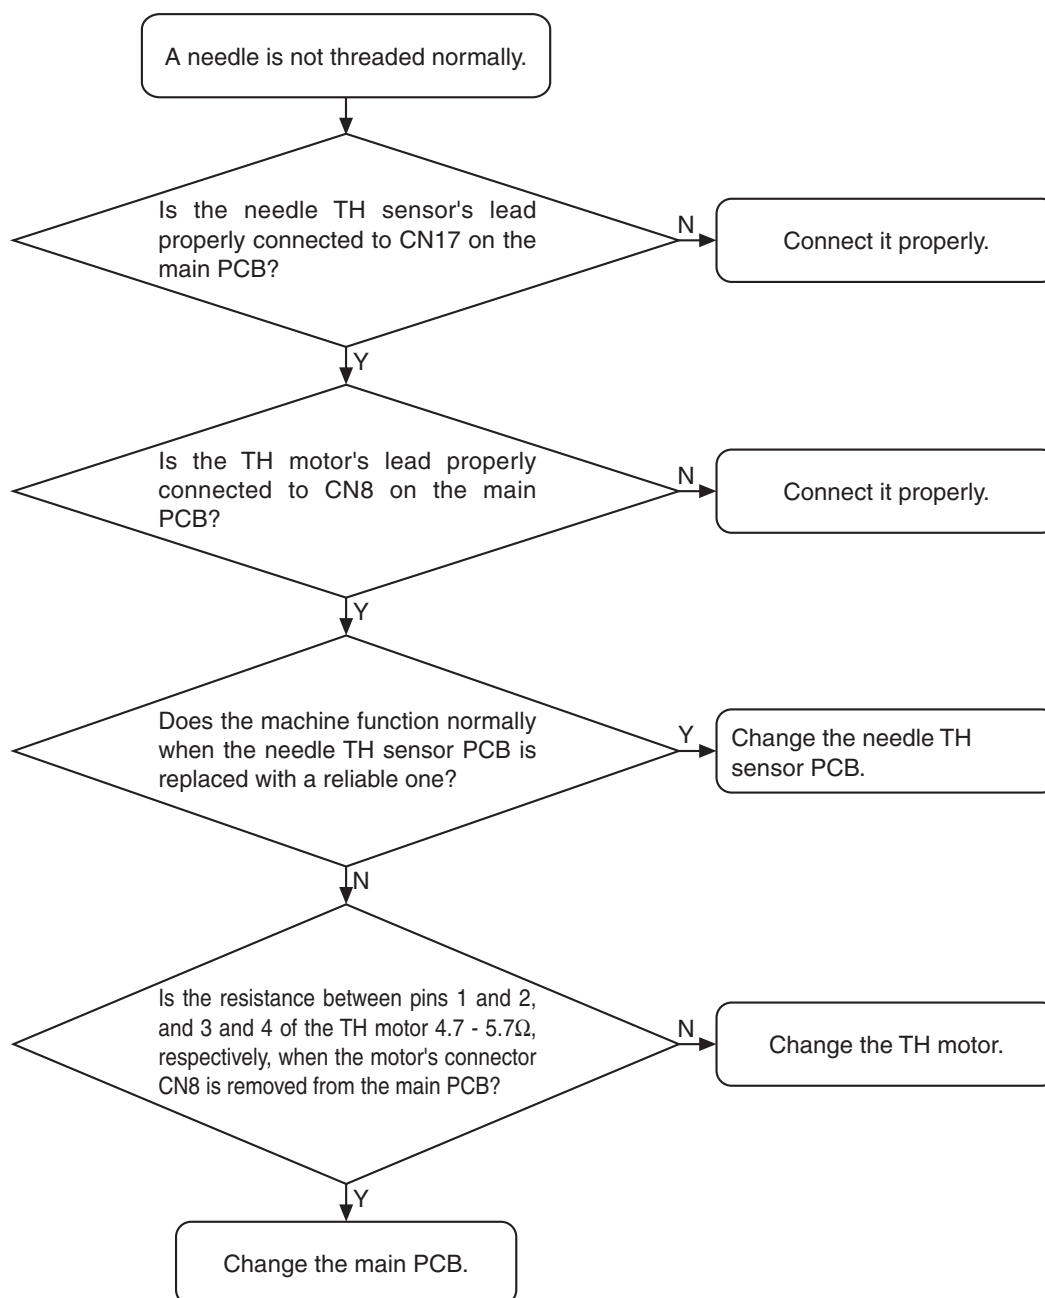 A needle is not threaded normally.
Is the needle TH sensor's lead
properly connected to CN17 on the
main PCB?
N
Connect it properly.
Y
Is the TH motor's lead properly
connected to CN8 on the main
PCB?
N
Connect it properly.
Y
Does the machine function normally
when the needle TH sensor PCB is
replaced with a reliable one?
Y
Change the needle TH
sensor PCB.
N
Is the resistance between pins 1 and 2,
and 3 and 4 of the TH motor 4.7 - 5.7Ω,
respectively, when the motor's connector
CN8 is removed from the main PCB?
N
Change the TH motor.
Y
Change the main PCB.